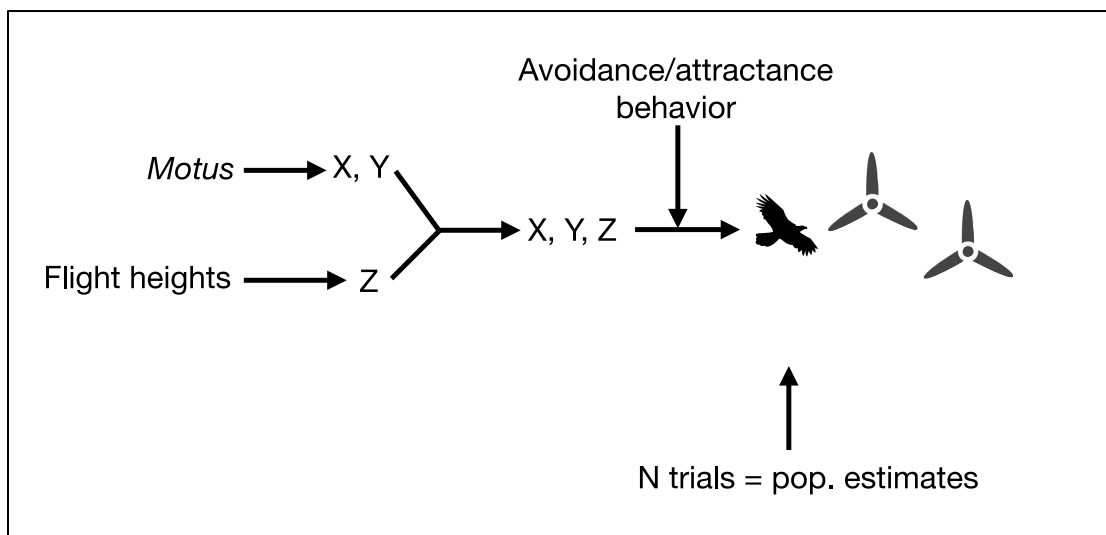 Avoidance/attractance
behavior
Motus
X, Y
X, Y, Z
Flight heights
Z
N trials = pop. estimates